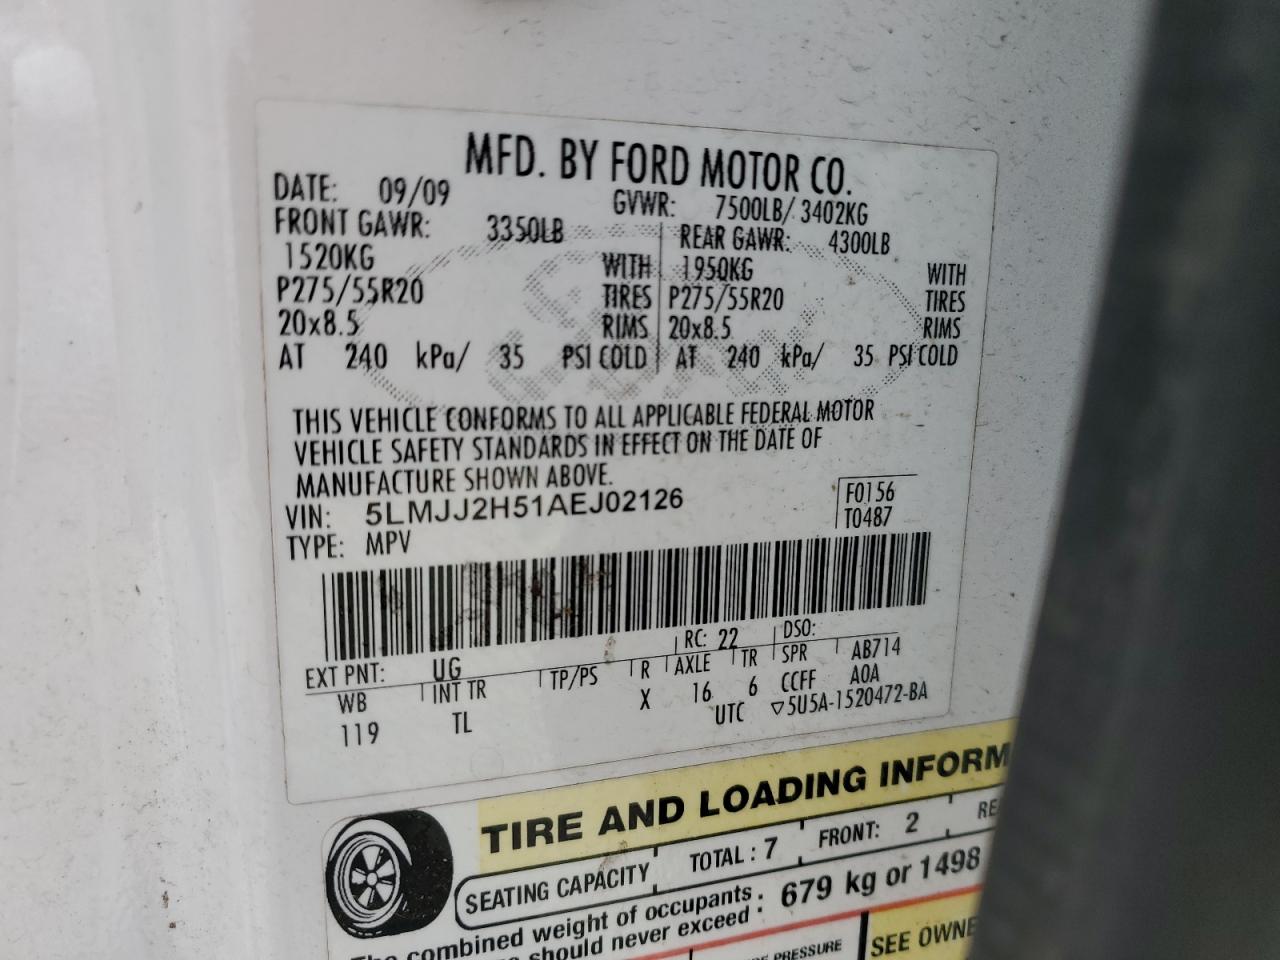 MFD. BY FORD MOTOR CO.
DATE: 09/09 GVWR: 7500LB/ 3402KG
FRONT GAWR: 3350LB REAR GAWR: 4300LB
1520KG WITH 1950KG WITH
P275/55R20 TIRES P275/55R20 TIRES
20x8.5 RIMS 20x8.5 RIMS
AT 240 kPa/ 35 PSI COLD AT 240 kPa/ 35 PSI COLD
THIS VEHICLE CONFORMS TO ALL APPLICABLE FEDERAL MOTOR
VEHICLE SAFETY STANDARDS IN EFFECT ON THE DATE OF
MANUFACTURE SHOWN ABOVE.
VIN: 5LMJJ2H51AEJ02126 F0156
TYPE: MPV T0487
EXT PNT: UG RC: 22 DSO:
WB INT TR TP/PS R AXLE TR SPR AB714
119 TL X 16 6 CCFF A0A
UTC ▽5U5A-1520472-BA
TIRE AND LOADING INFORM
SEATING CAPACITY TOTAL : 7 FRONT: 2 RE
The combined weight of occupants : 679 kg or 1498
should never exceed :
PRESSURE SEE OWNE